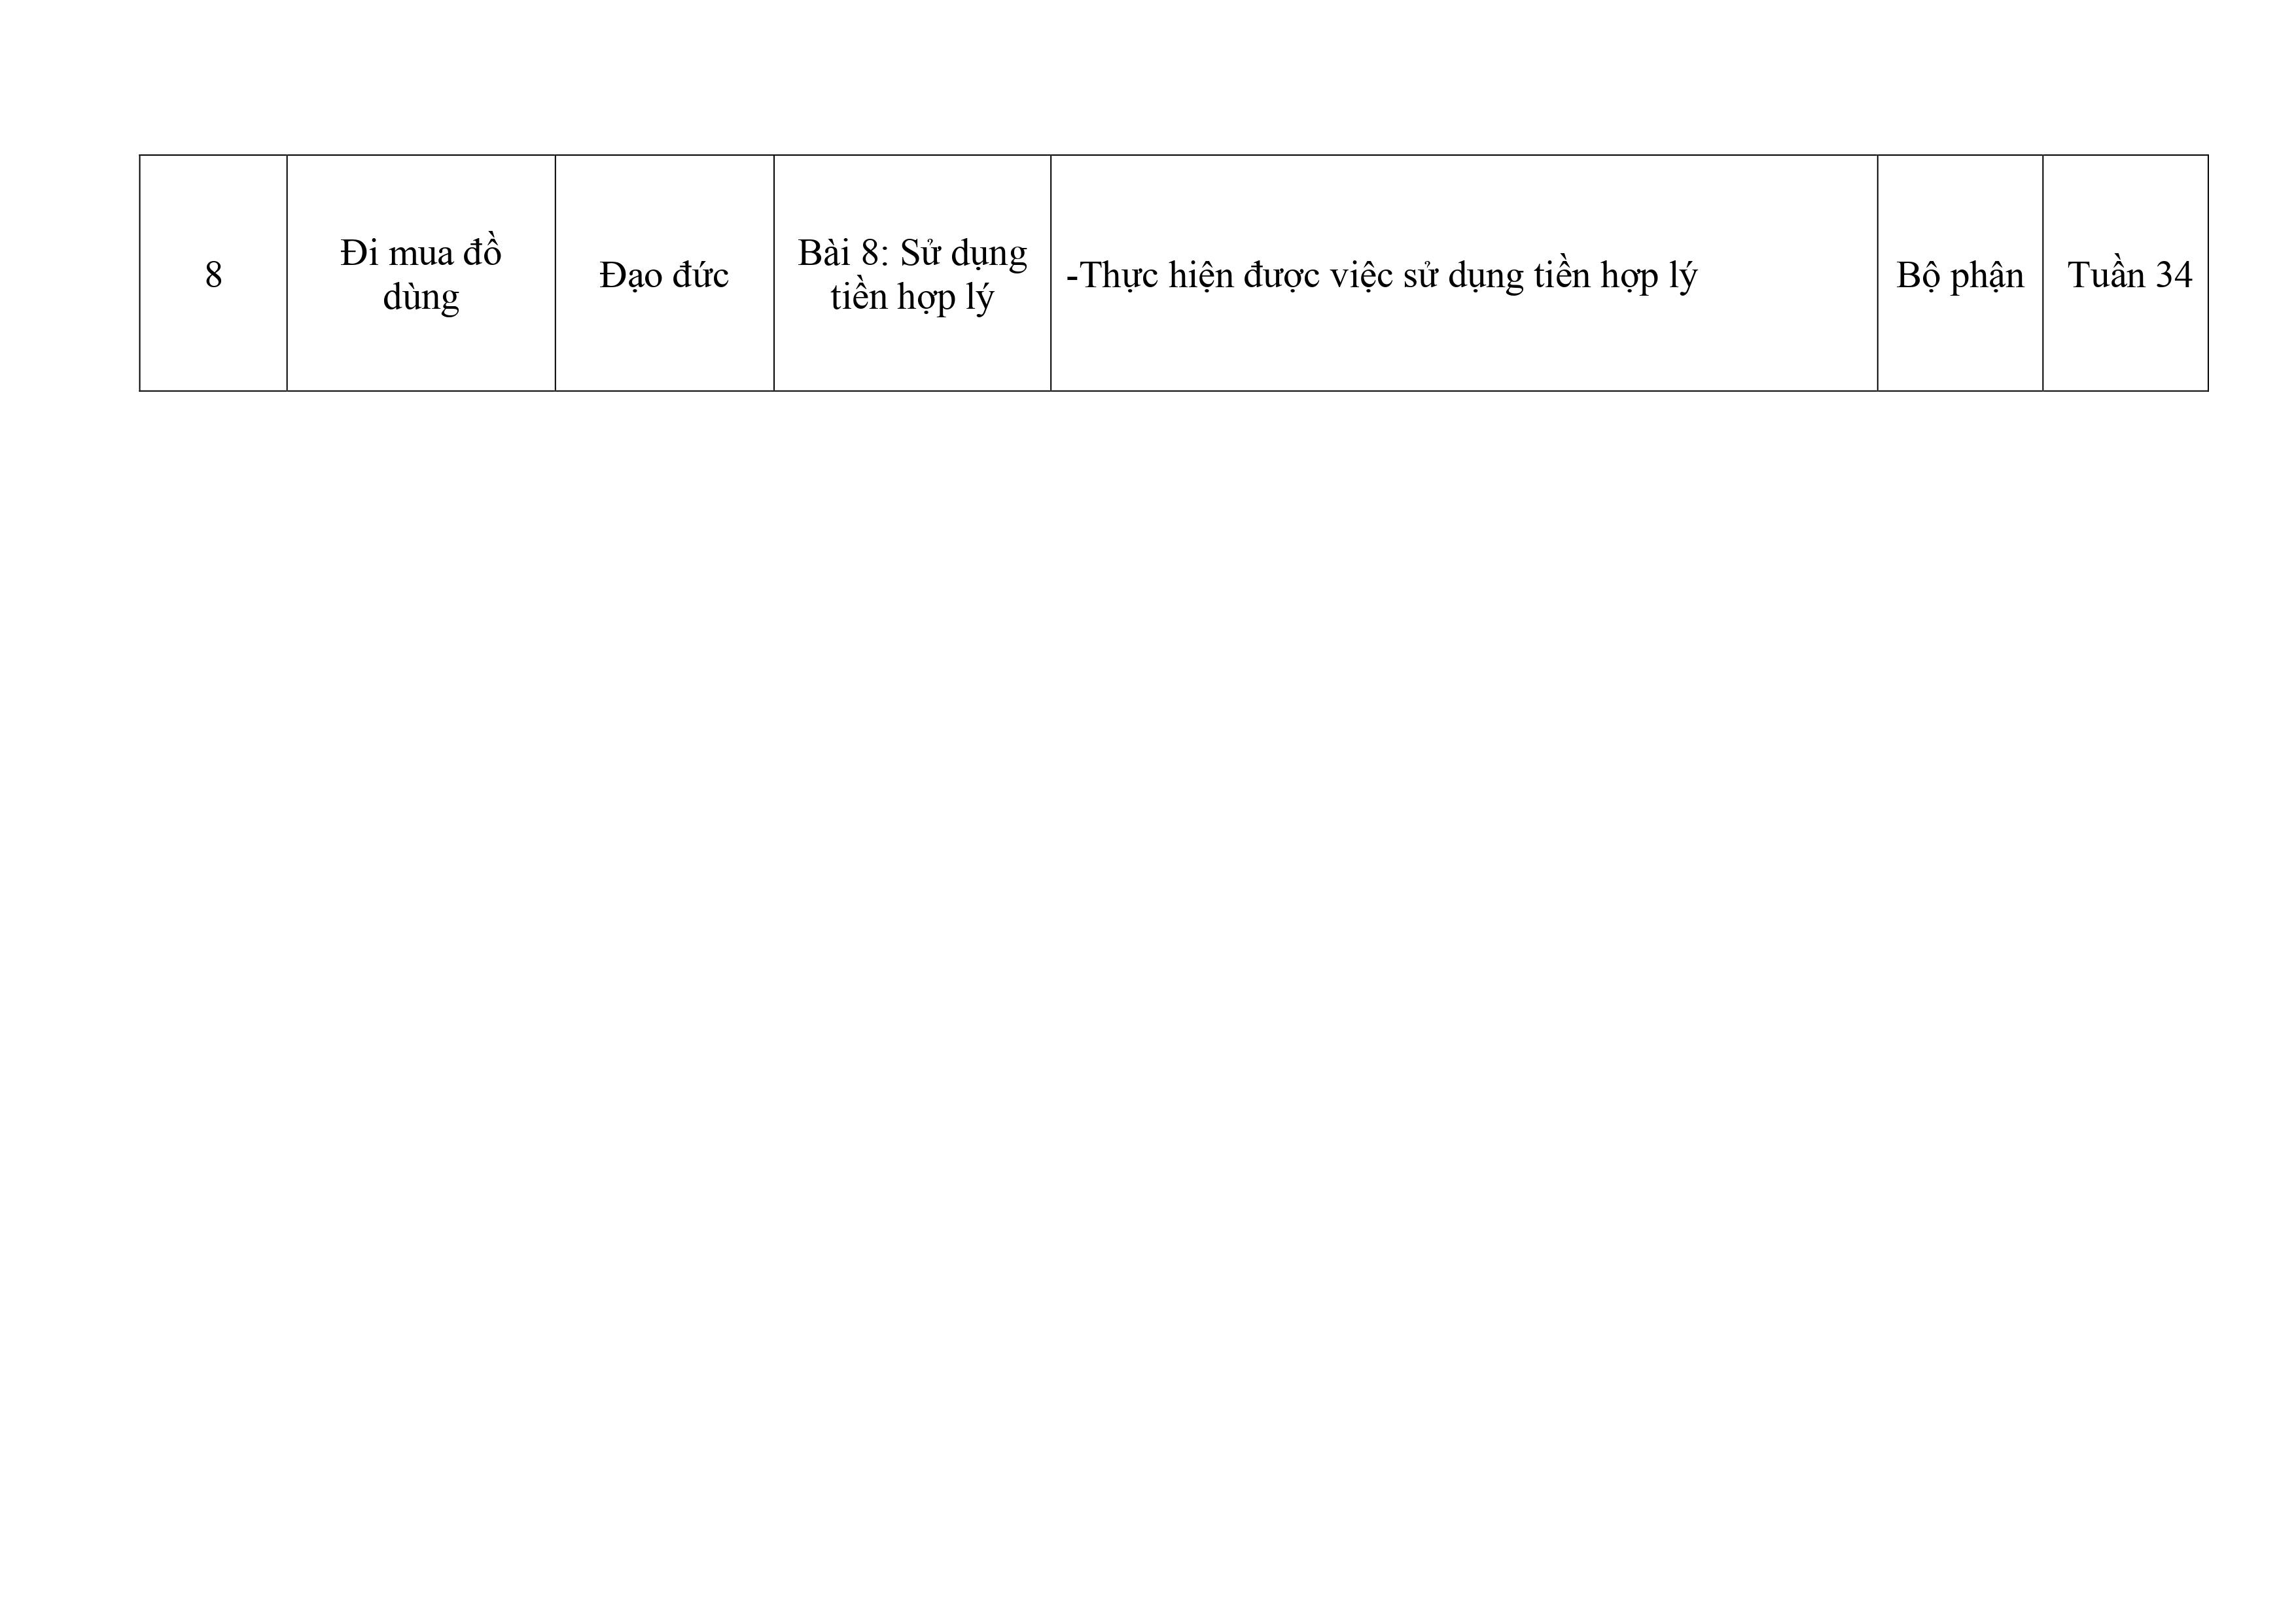 8
Đi mua đồ
dùng
Đạo đức
Bài 8: Sử dụng
tiền hợp lý
-Thực hiện được việc sử dụng tiền hợp lý
Bộ phận
Tuần 34